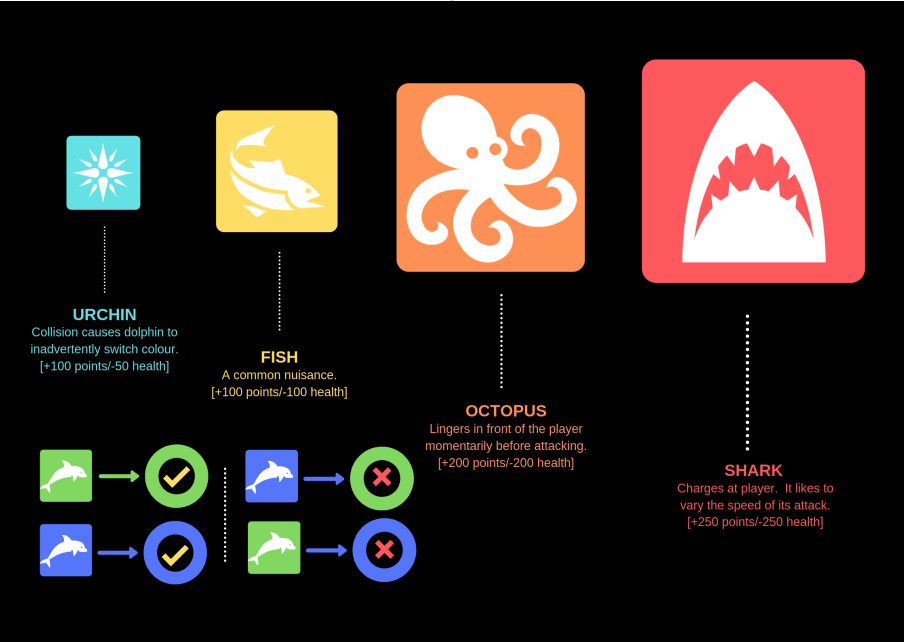 URCHIN
Collision causes dolphin to
inadvertently switch colour.
[+100 points/-50 health]
FISH
A common nuisance.
[+100 points/-100 health]
OCTOPUS
Lingers in front of the player
momentarily before attacking.
[+200 points/-200 health]
SHARK
Charges at player.  It likes to
vary the speed of its attack.
[+250 points/-250 health]